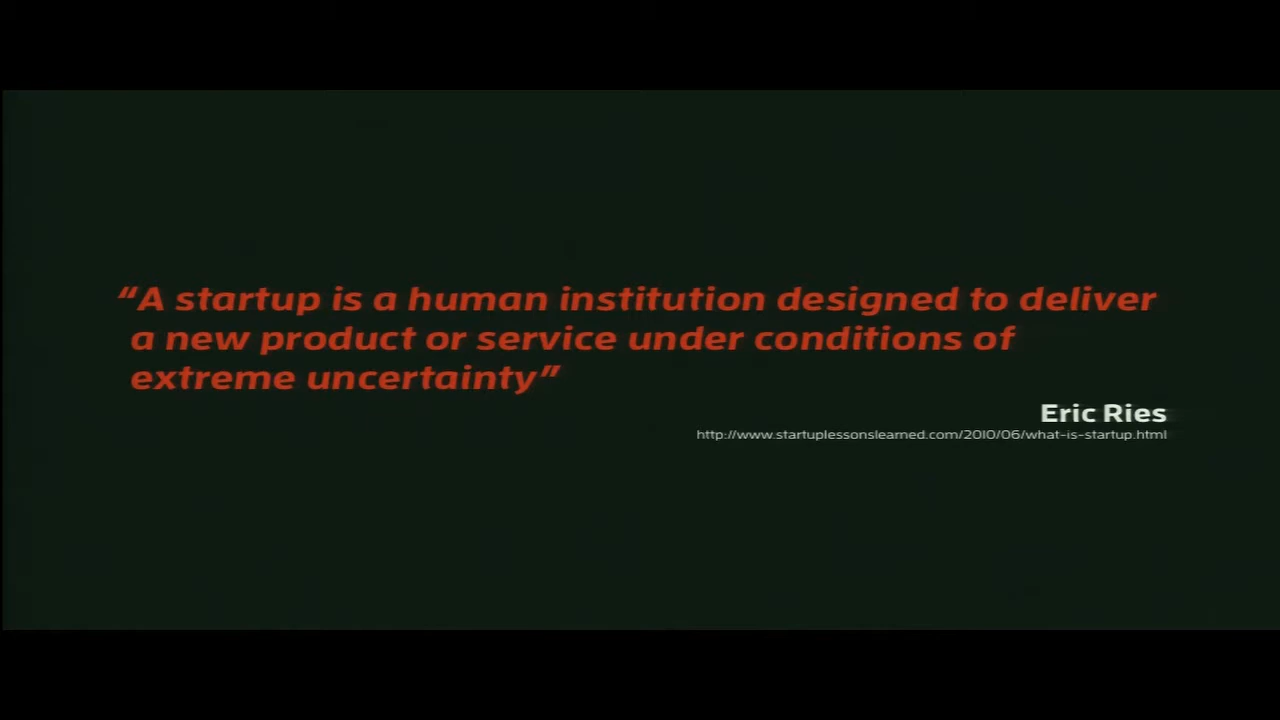 “A startup is a human institution designed to deliver
a new product or service under conditions of
extreme uncertainty”
Eric Ries
http://www.startuplessonslearned.com/2010/06/what-is-startup.html